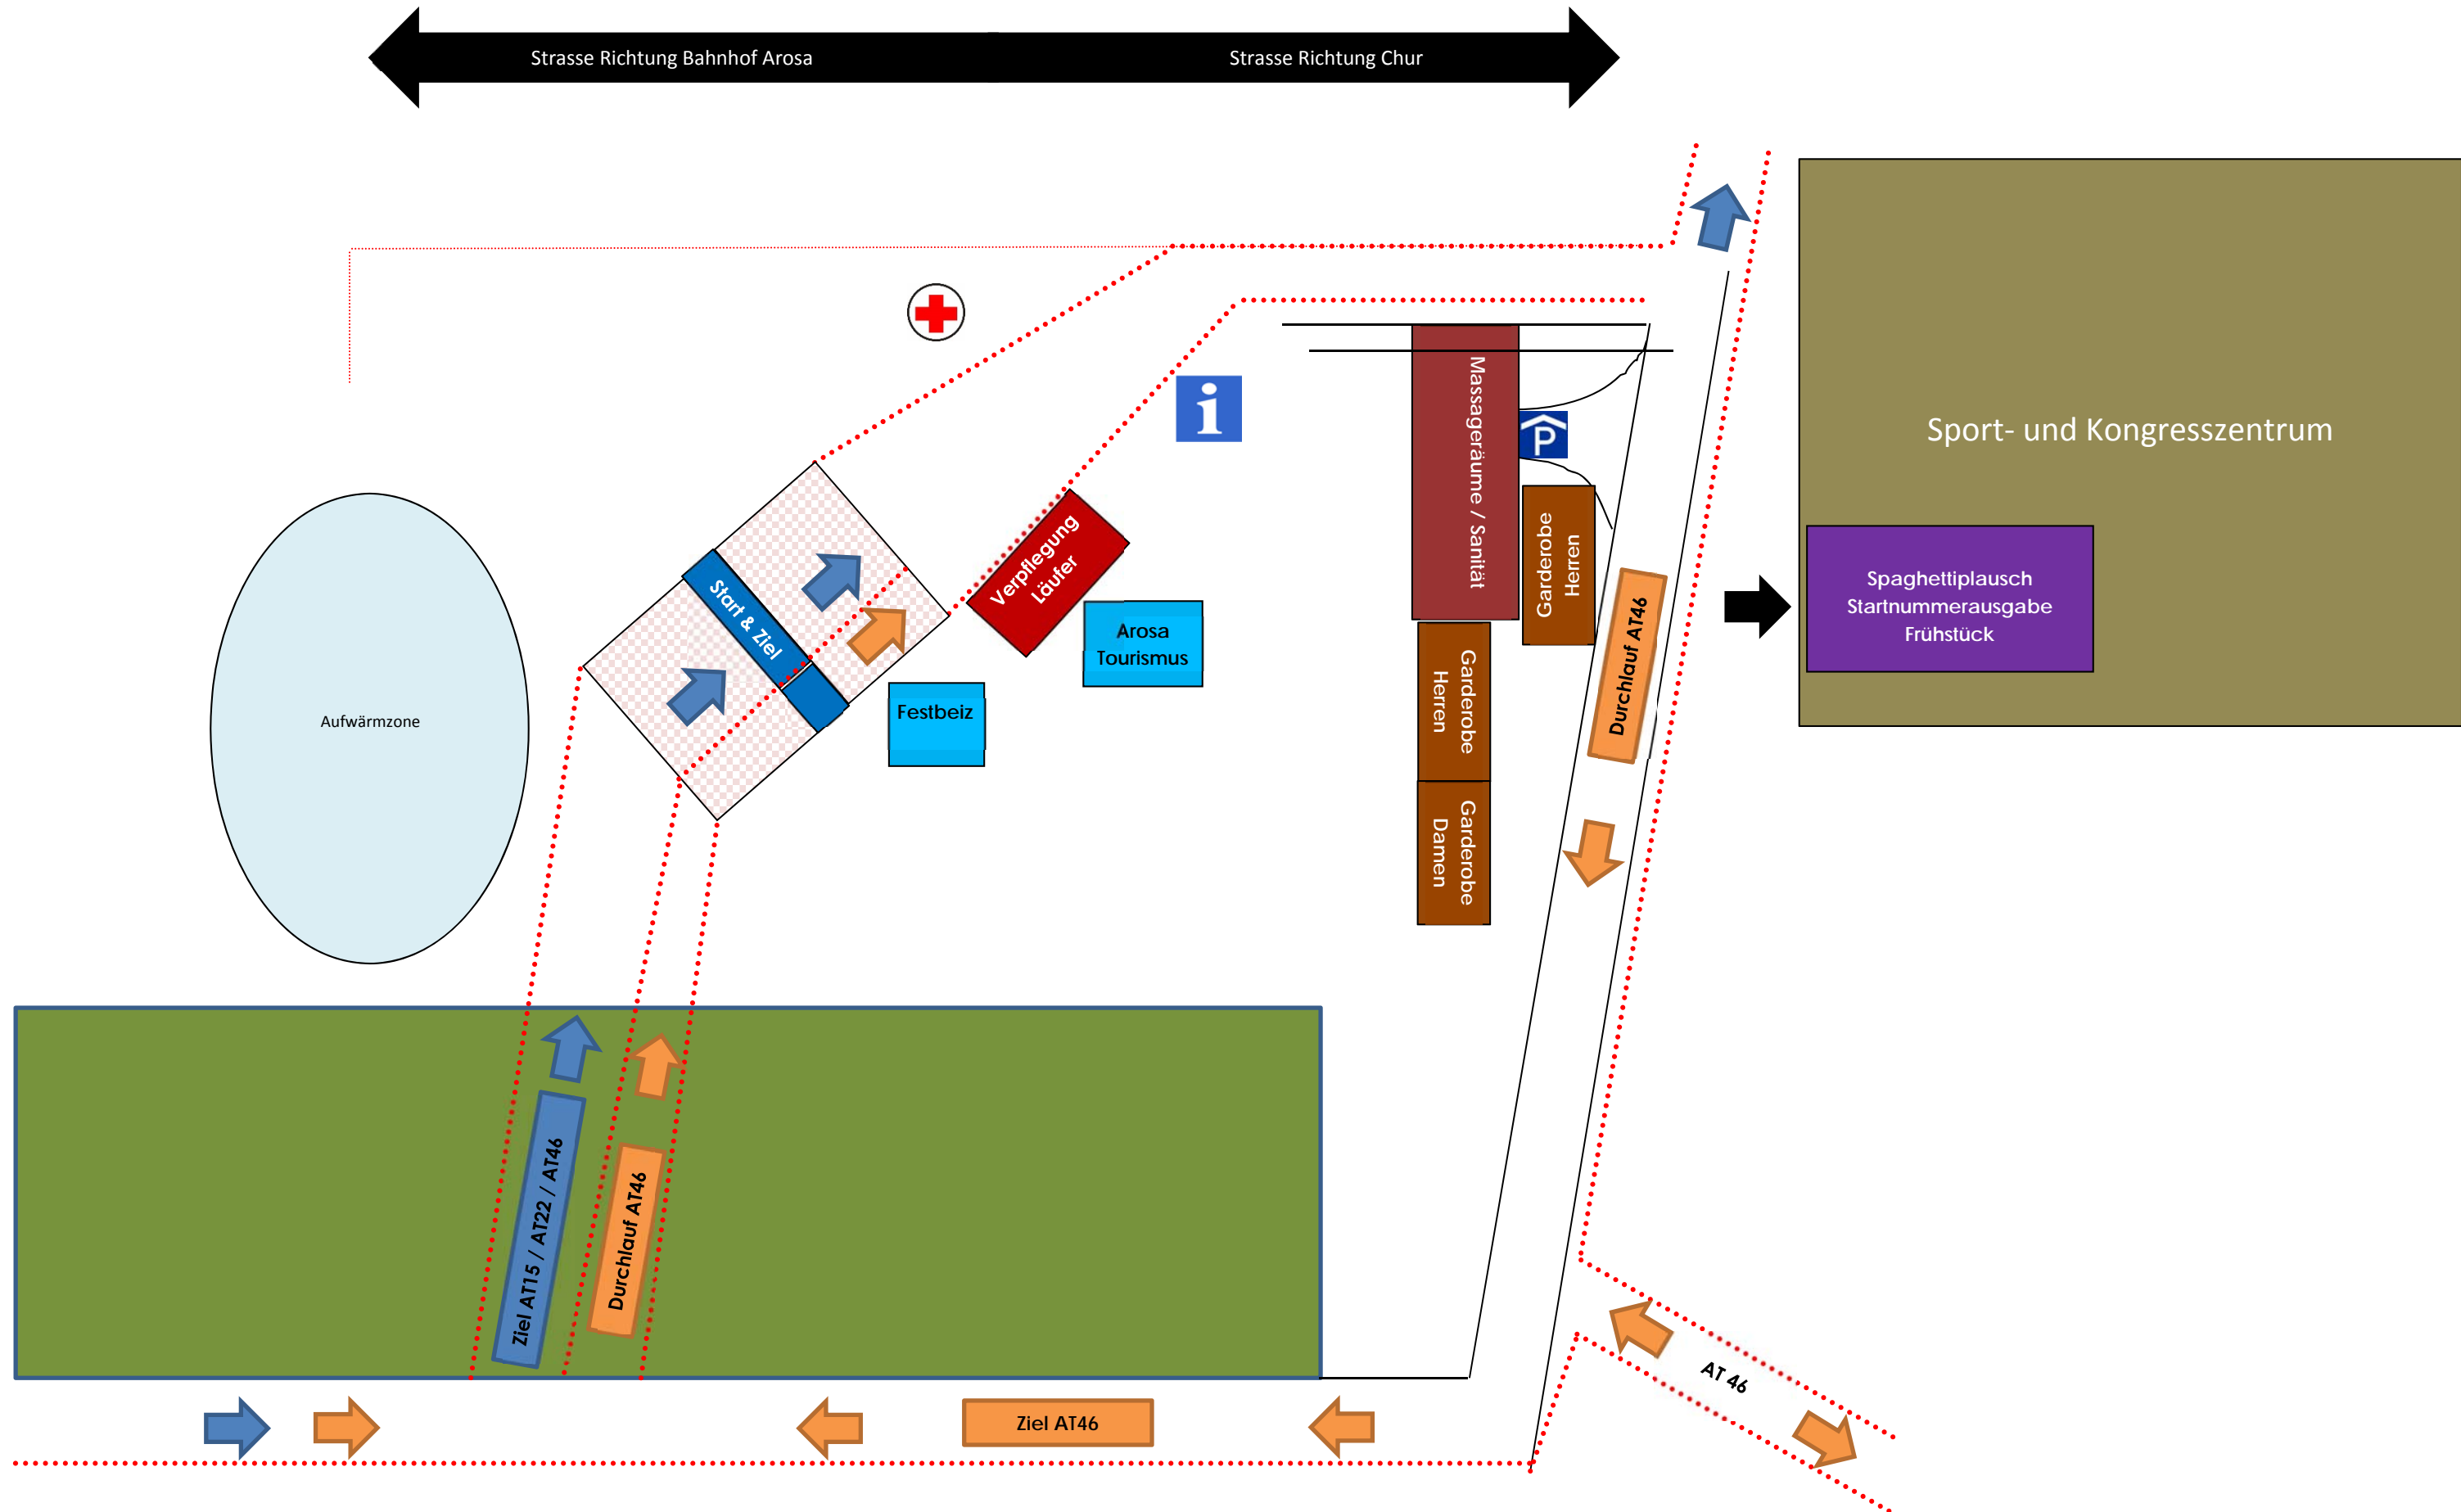 Strasse Richtung Bahnhof Arosa
Strasse Richtung Chur
Sport- und Kongresszentrum
Massageräume / Sanität
P
i
Garderobe
Herren
Verpflegung
Läufer
Start & Ziel
Arosa
Tourismus
Spaghettiplausch
Startnummerausgabe
Frühstück
Durchlauf AT46
Festbeiz
Garderobe
Herren
Aufwärmzone
Garderobe
Damen
Ziel AT15 / AT22 / AT46
Durchlauf AT46
AT 46
Ziel AT46